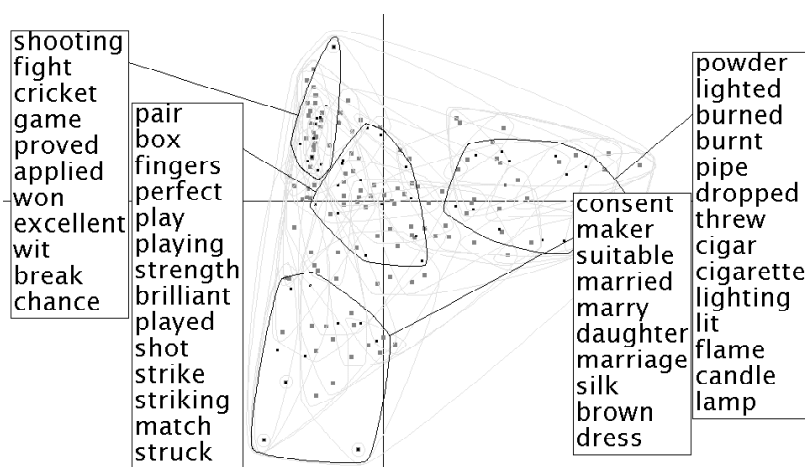 shooting
fight
cricket
game
proved
applied
won
excellent
wit
break
chance
pair
box
fingers
perfect
play
playing
strength
brilliant
played
shot
strike
striking
match
struck
consent
maker
suitable
married
marry
daughter
marriage
silk
brown
dress
powder
lighted
burned
burnt
pipe
dropped
threw
cigar
cigarette
lighting
lit
flame
candle
lamp